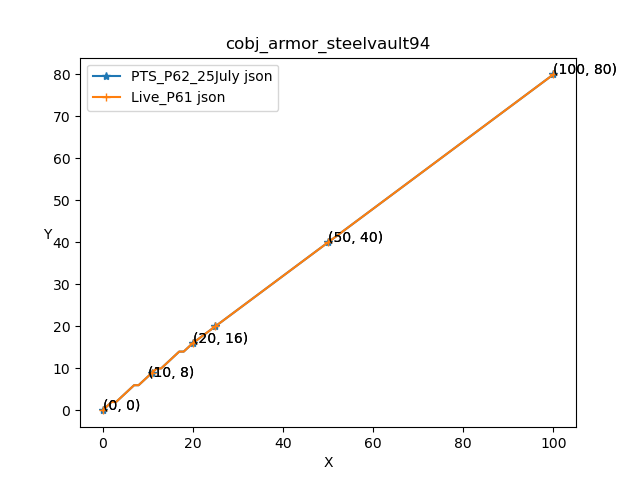 cobj_armor_steelvault94
PTS_P62_25July json
Live_P61 json
(100, 80)
(50, 40)
(20, 16)
(10, 8)
(0, 0)
80
70
60
50
40
30
20
10
0
Y
0 20 40 60 80 100
X